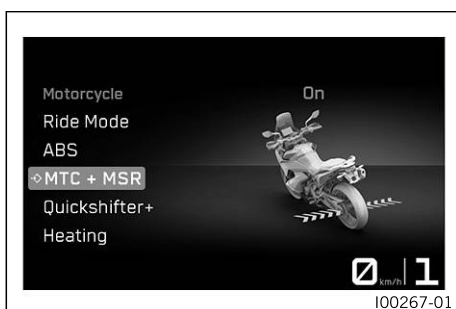 Motorcycle
On
Ride Mode
ABS
MTC + MSR
Quickshifter+
Heating
0 km/h 1
I00267-01